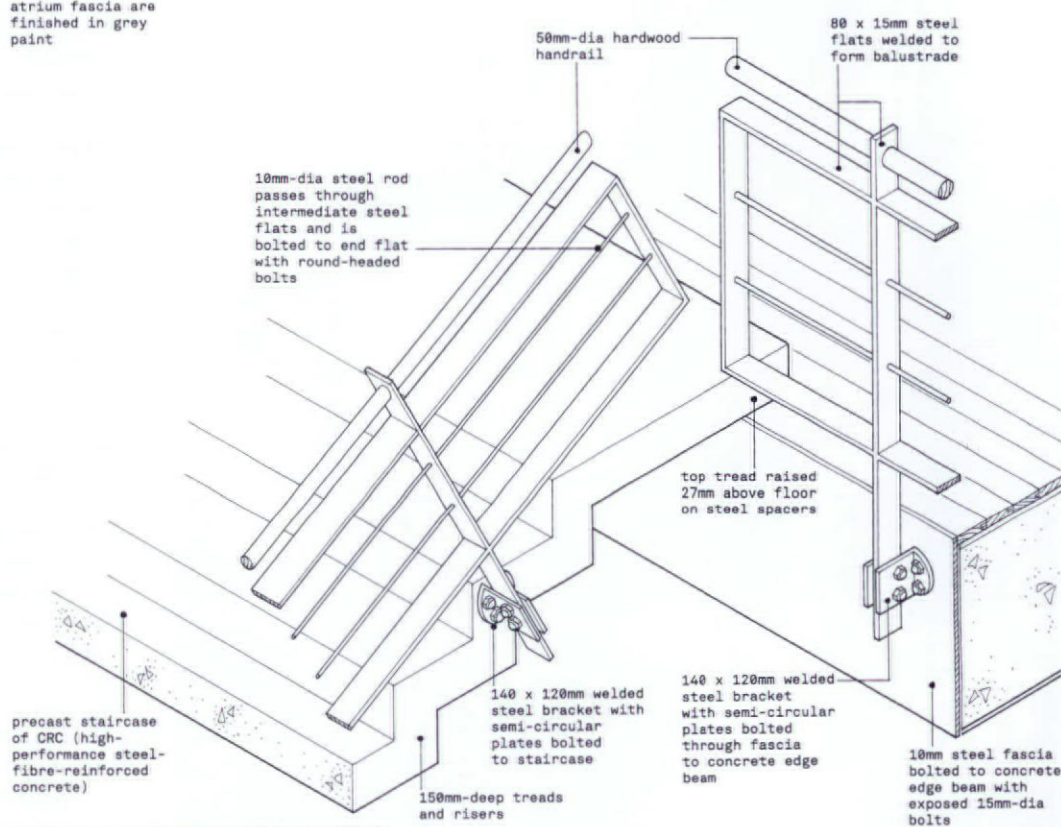 atrium fascia are
finished in grey
paint
50mm-dia hardwood
handrail
80 x 15mm steel
flats welded to
form balustrade
10mm-dia steel rod
passes through
intermediate steel
flats and is
bolted to end flat
with round-headed
bolts
top tread raised
27mm above floor
on steel spacers
precast staircase
of CRC (high-
performance steel-
fibre-reinforced
concrete)
150mm-deep treads
and risers
140 x 120mm welded
steel bracket with
semi-circular
plates bolted
to staircase
140 x 120mm welded
steel bracket
with semi-circular
plates bolted
through fascia
to concrete edge
beam
10mm steel fascia
bolted to concrete
edge beam with
exposed 15mm-dia
bolts